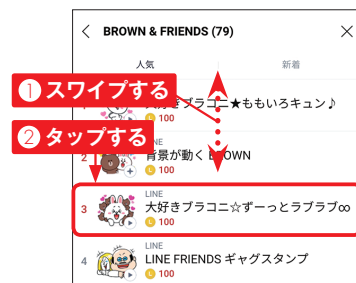 BROWN & FRIENDS (79)
人気
新着
①スワイプする
大好きブラコニ★ももいろキュン♪
100
②タップする
2
背景が動く BROWN
100
3
LINE
大好きブラコニ☆ずーっとラブラブ∞
100
4
LINE
LINE FRIENDS ギャグスタンプ
100